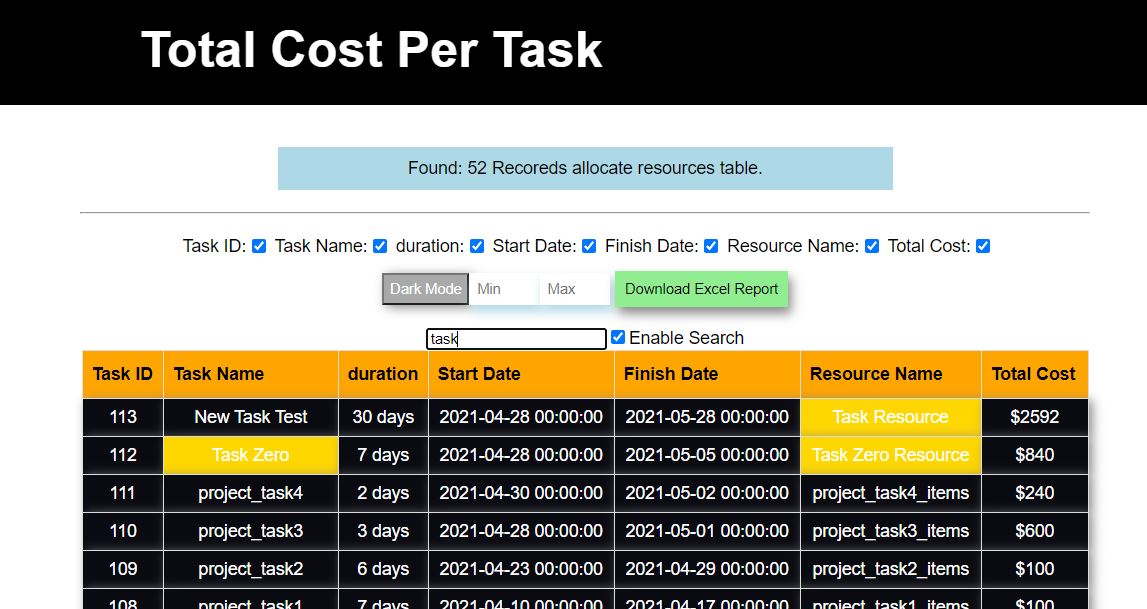 Total Cost Per Task
Found: 52 Recoreds allocate resources table.
Task ID: Task Name: duration: Start Date: Finish Date: Resource Name: Total Cost:
Dark Mode Min Max Download Excel Report
task Enable Search
Task ID Task Name duration Start Date Finish Date Resource Name Total Cost
113 New Task Test 30 days 2021-04-28 00:00:00 2021-05-28 00:00:00 Task Resource $2592
112 Task Zero 7 days 2021-04-28 00:00:00 2021-05-05 00:00:00 Task Zero Resource $840
111 project_task4 2 days 2021-04-30 00:00:00 2021-05-02 00:00:00 project_task4_items $240
110 project_task3 3 days 2021-04-28 00:00:00 2021-05-01 00:00:00 project_task3_items $600
109 project_task2 6 days 2021-04-23 00:00:00 2021-04-29 00:00:00 project_task2_items $100
108 project_task1 7 days 2021-04-10 00:00:00 2021-04-17 00:00:00 project_task1_items $100